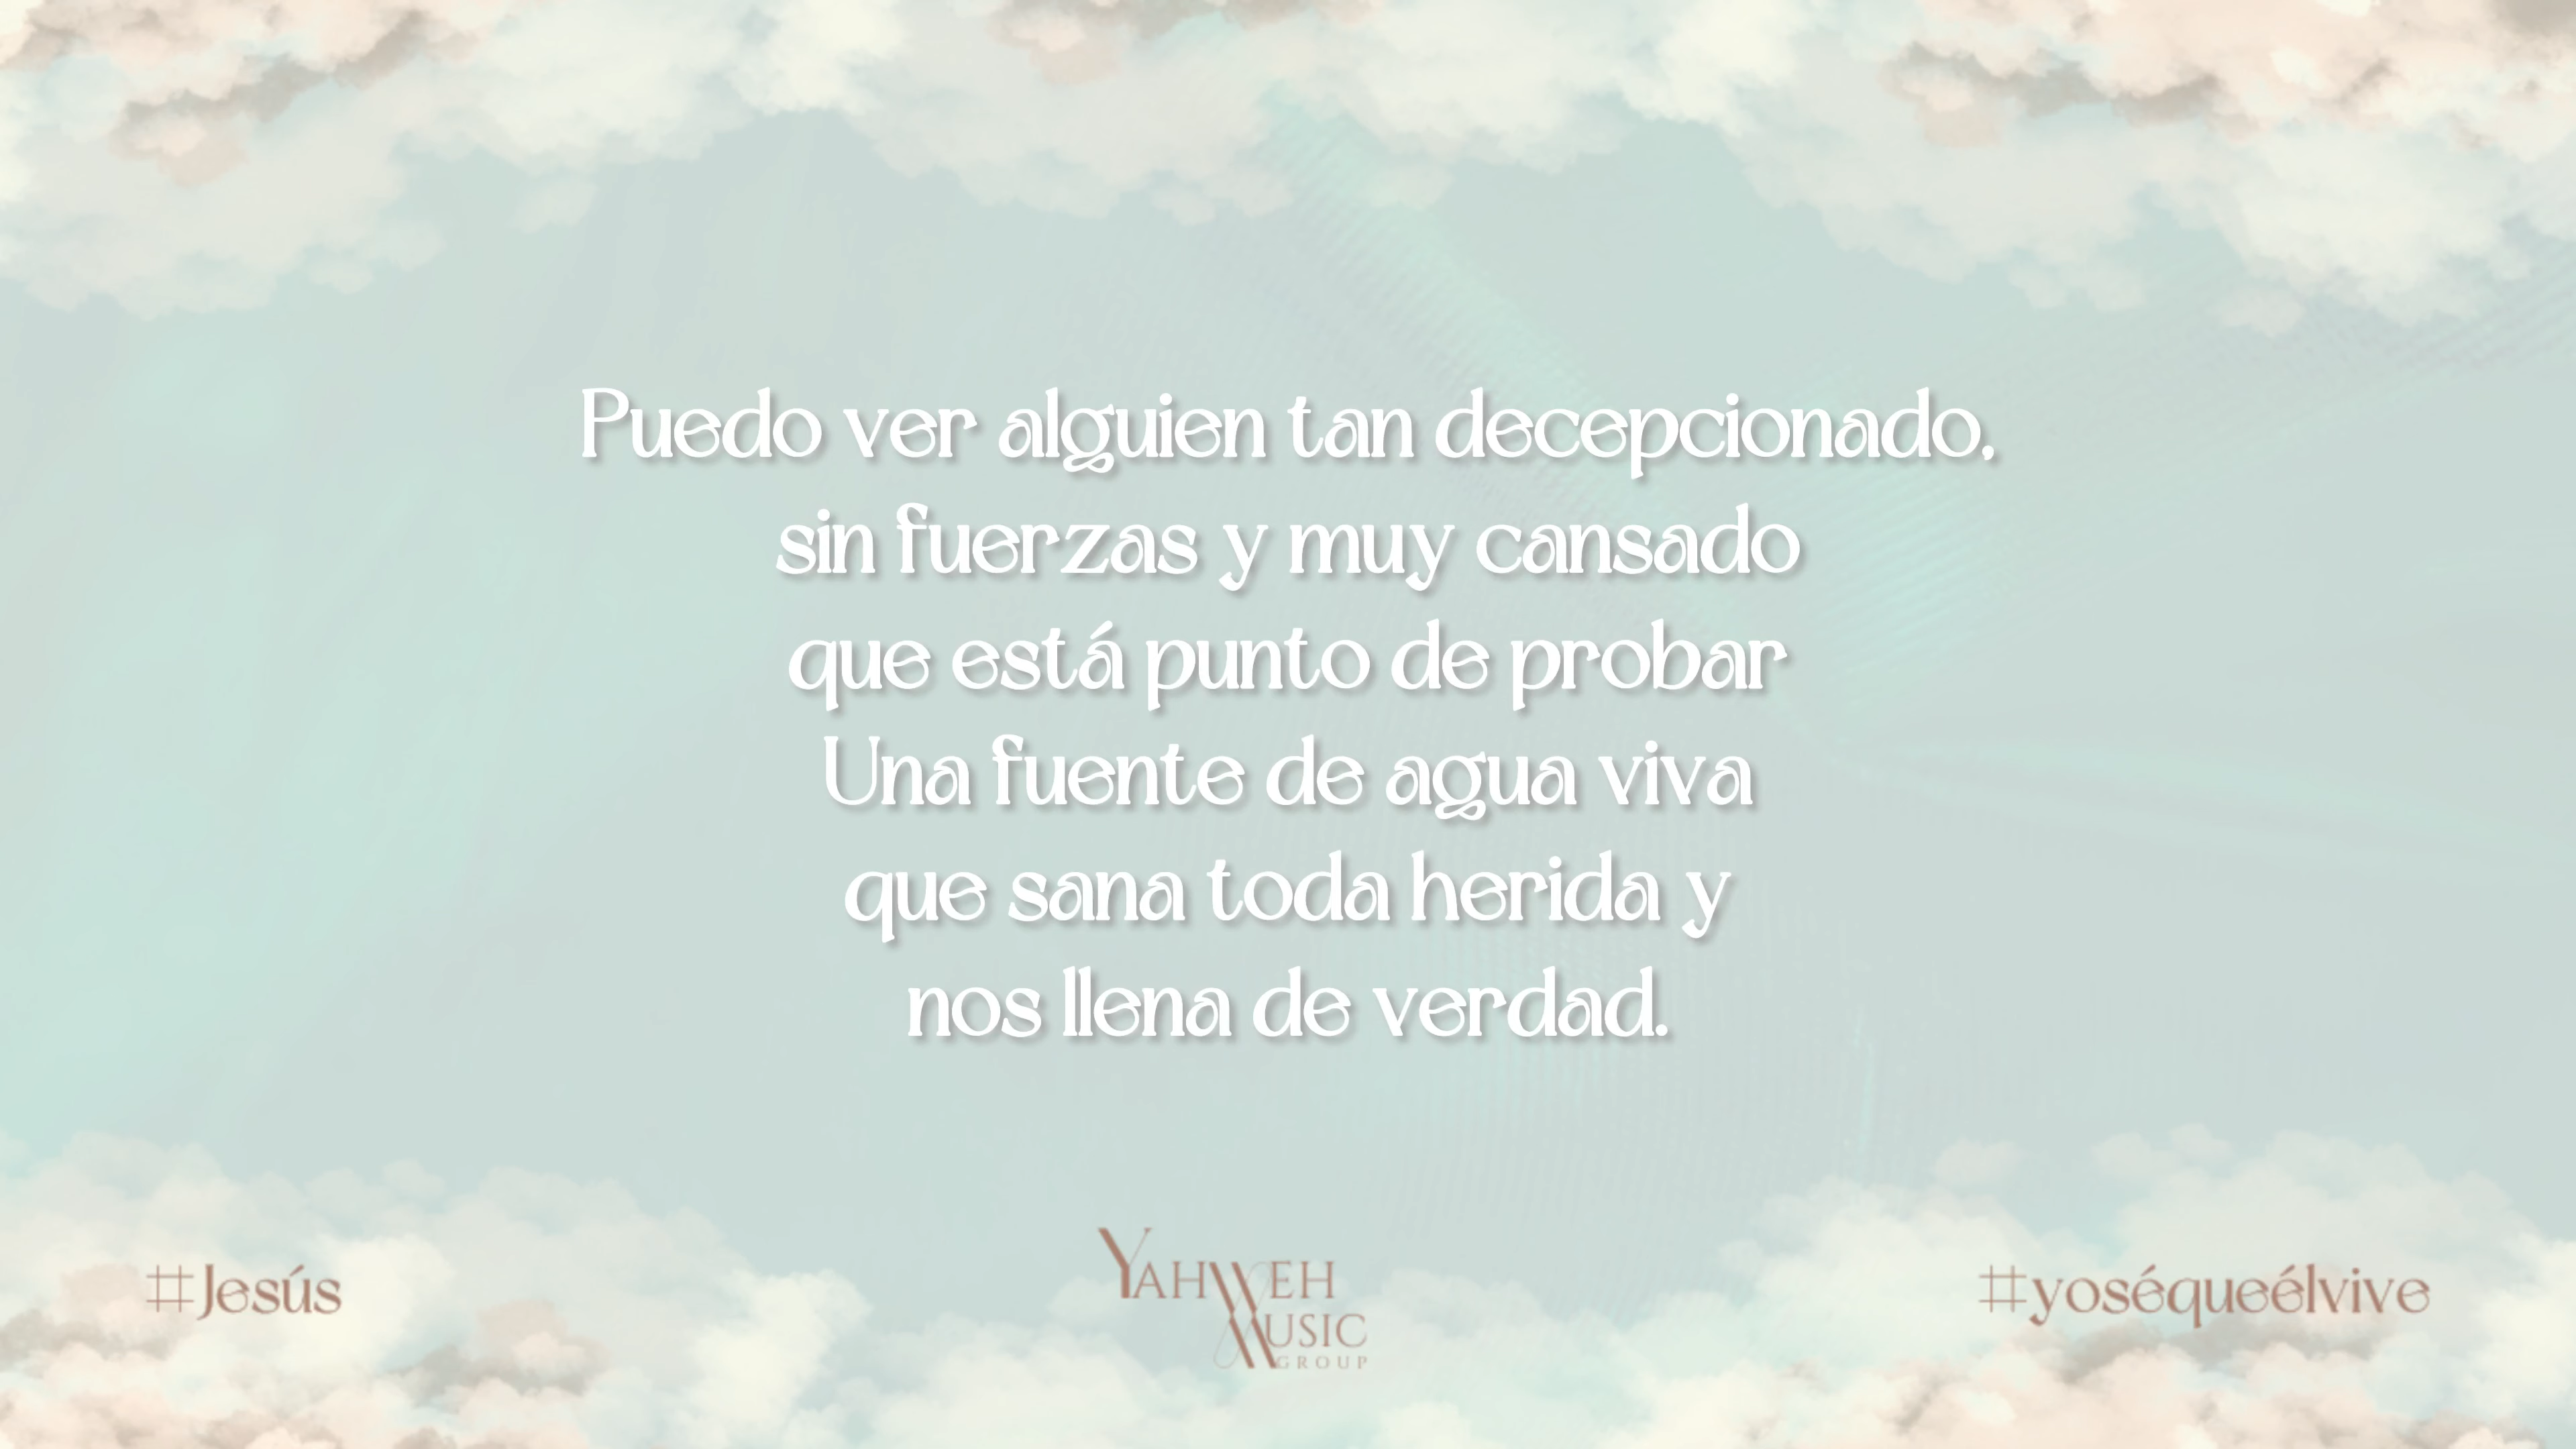 Puedo ver alguien tan decepcionado,
sin fuerzas y muy cansado
que está punto de probar
Una fuente de agua viva
que sana toda herida y
nos llena de verdad.
#Jesús
YAHWEH
MUSIC
GROUP
#yoséqueélvive